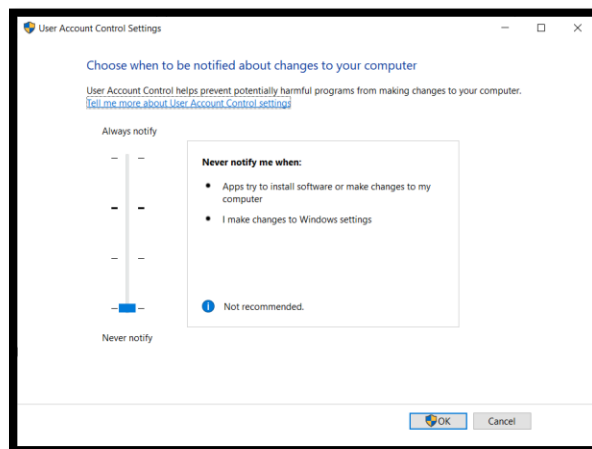 User Account Control Settings
Choose when to be notified about changes to your computer
User Account Control helps prevent potentially harmful programs from making changes to your computer.
Tell me more about User Account Control settings
Always notify
Never notify me when:
Apps try to install software or make changes to my
computer
I make changes to Windows settings
Not recommended.
Never notify
OK
Cancel